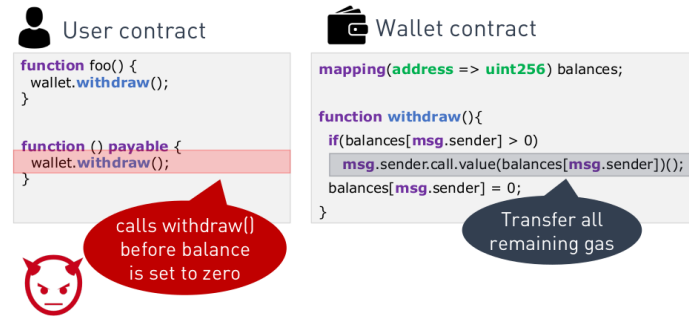 User contract
function foo() {
wallet.withdraw();
}
function () payable {
wallet.withdraw();
}
calls withdraw()
before balance
is set to zero
Wallet contract
mapping(address => uint256) balances;
function withdraw(){
if(balances[msg.sender] > 0)
msg.sender.call.value(balances[msg.sender])();
balances[msg.sender] = 0;
}
Transfer all
remaining gas